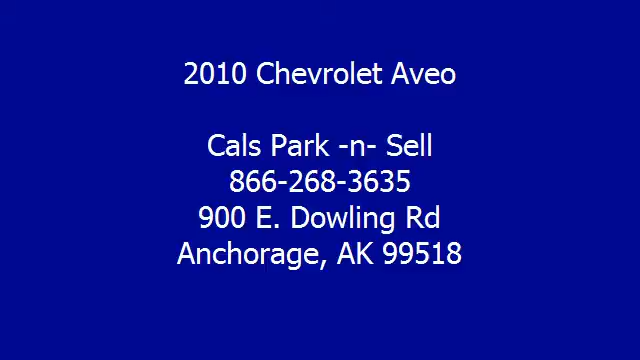 2010 Chevrolet Aveo
Cals Park -n- Sell
866-268-3635
900 E. Dowling Rd
Anchorage, AK 99518